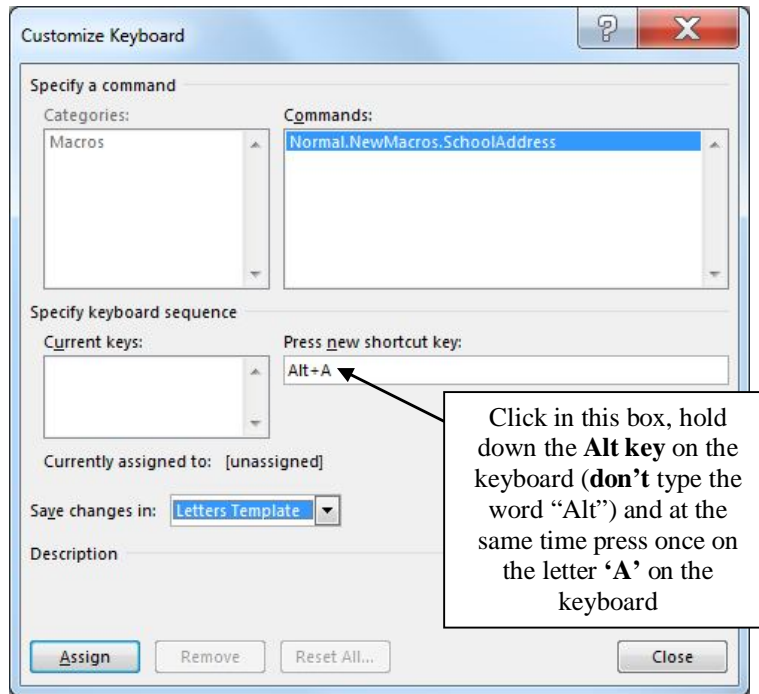 Customize Keyboard
Specify a command
Categories:
Commands:
Macros
Normal.NewMacros.SchoolAddress
Specify keyboard sequence
Current keys:
Press new shortcut key:
Alt+A
Currently assigned to: [unassigned]
Save changes in: Letters Template
Description
Click in this box, hold
down the Alt key on the
keyboard (don’t type the
word “Alt”) and at the
same time press once on
the letter ‘A’ on the
keyboard
Assign
Remove
Reset All...
Close